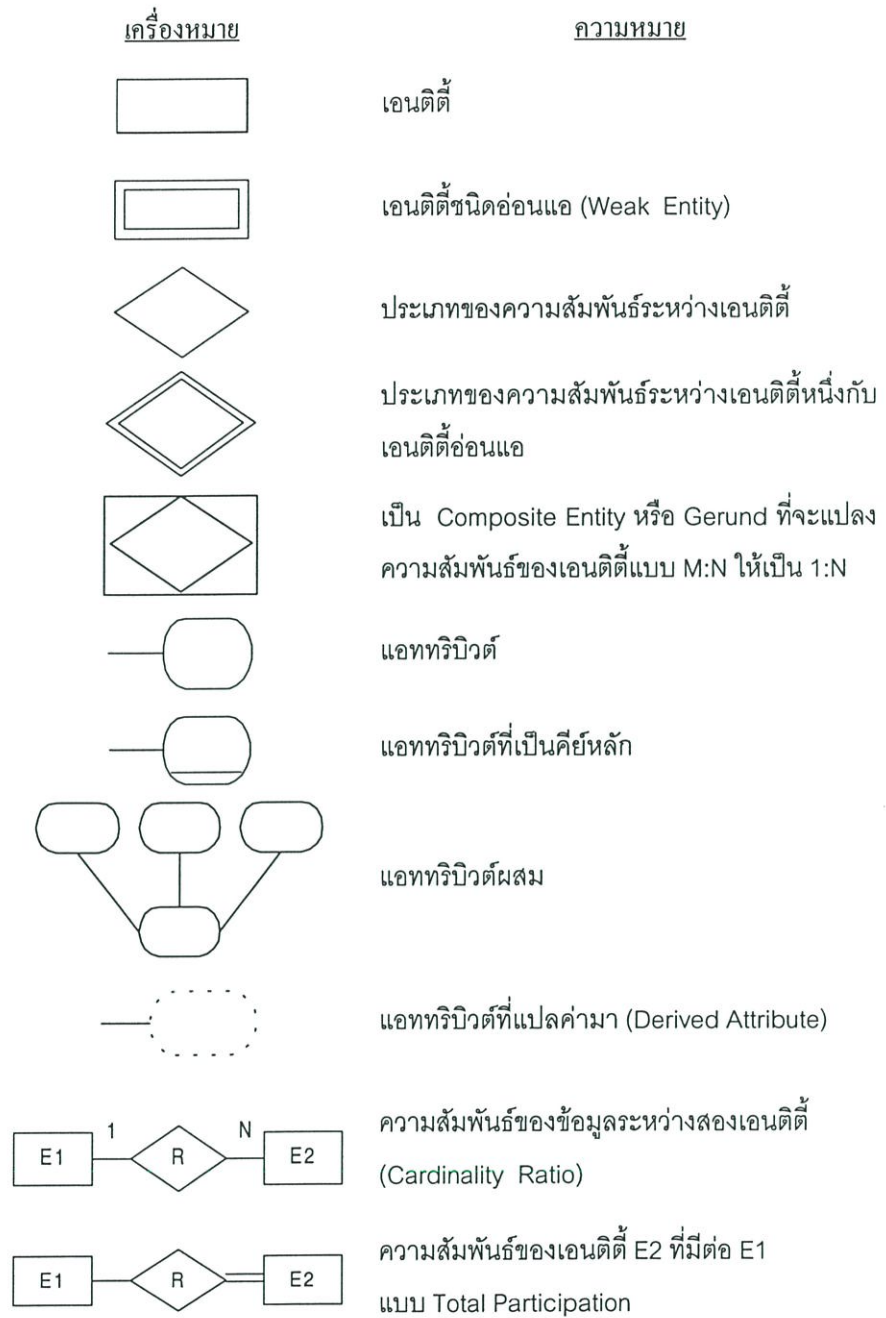 เครื่องหมาย ความหมาย
เอนติตี้
เอนติตี้ชนิดอ่อนแอ (Weak Entity)
ประเภทของความสัมพันธ์ระหว่างเอนติตี้
ประเภทของความสัมพันธ์ระหว่างเอนติตี้หนึ่งกับ
เอนติตี้อ่อนแอ
เป็น Composite Entity หรือ Gerund ที่จะแปลง
ความสัมพันธ์ของเอนติตี้แบบ M:N ให้เป็น 1:N
แอททริบิวต์
แอททริบิวต์ที่เป็นคีย์หลัก
แอททริบิวต์ผสม
แอททริบิวต์ที่แปลค่ามา (Derived Attribute)
E1 1 R N E2
ความสัมพันธ์ของข้อมูลระหว่างสองเอนติตี้
(Cardinality Ratio)
E1 R E2
ความสัมพันธ์ของเอนติตี้ E2 ที่มีต่อ E1
แบบ Total Participation